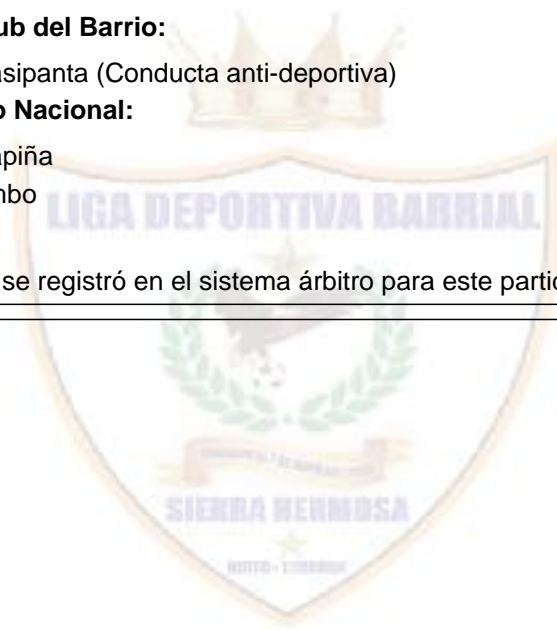 ub del Barrio:
asipanta (Conducta anti-deportiva)
o Nacional:
apiña
mbo
LIGA DEPORTIVA BARRIAL
se registró en el sistema árbitro para este partic
SIERRA HERMOSA